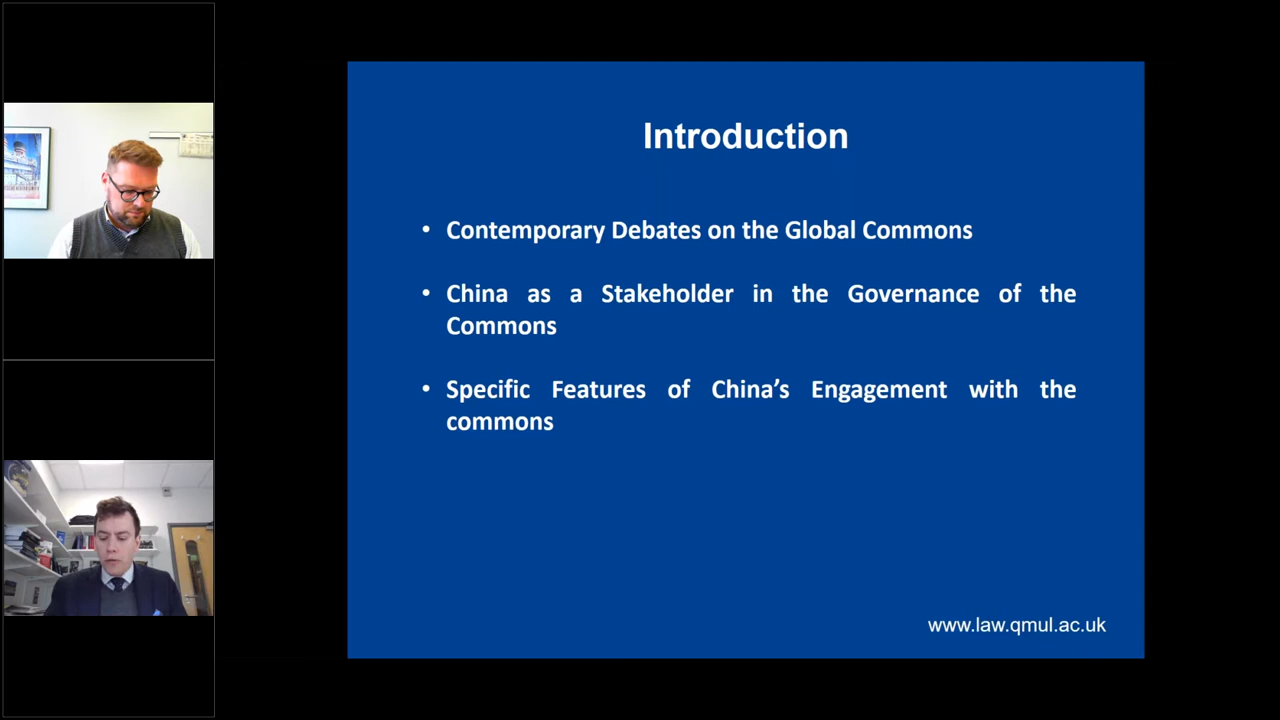 Introduction
• Contemporary Debates on the Global Commons
• China as a Stakeholder in the Governance of the
Commons
• Specific Features of China’s Engagement with the
commons
www.law.qmul.ac.uk